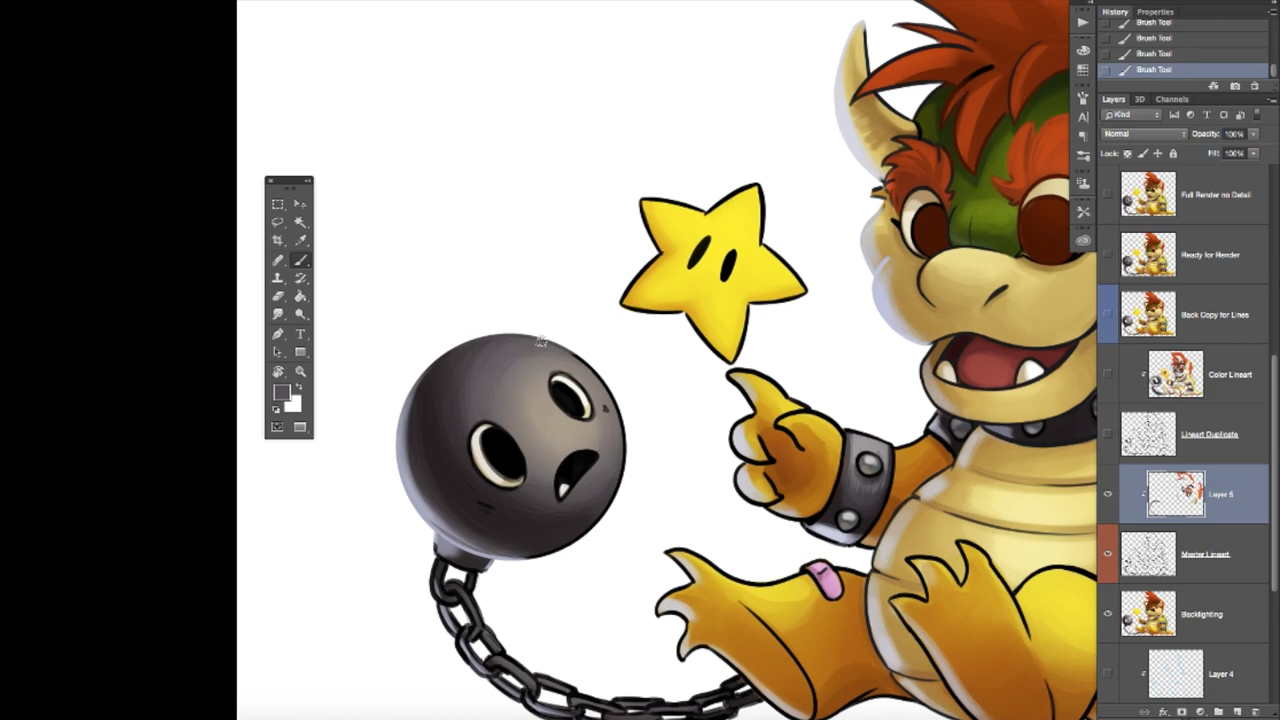 History Properties
Brush Tool
Brush Tool
Brush Tool
Brush Tool
Layers 3D Channels
Kind
Normal Opacity: 100%
Lock: Fill: 100%
Full Render no Detail
Ready for Render
Back Copy for Lines
Color Lineart
Lineart Duplicate
Layer 5
Master Lineart
Backlighting
Layer 4